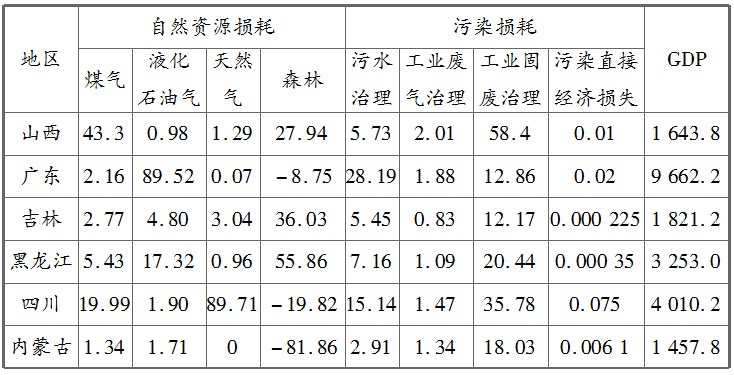 地区 自然资源损耗 污染损耗 GDP
煤气 液化石油气 天然气 森林 污水治理 工业废气治理 工业固废治理 污染直接经济损失
山西 43.3 0.98 1.29 27.94 5.73 2.01 58.4 0.01 1 643.8
广东 2.16 89.52 0.07 -8.75 28.19 1.88 12.86 0.02 9 662.2
吉林 2.77 4.80 3.04 36.03 5.45 0.83 12.17 0.000 225 1 821.2
黑龙江 5.43 17.32 0.96 55.86 7.16 1.09 20.44 0.000 35 3 253.0
四川 19.99 1.90 89.71 -19.82 15.14 1.47 35.78 0.075 4 010.2
内蒙古 1.34 1.71 0 -81.86 2.91 1.34 18.03 0.006 1 1 457.8